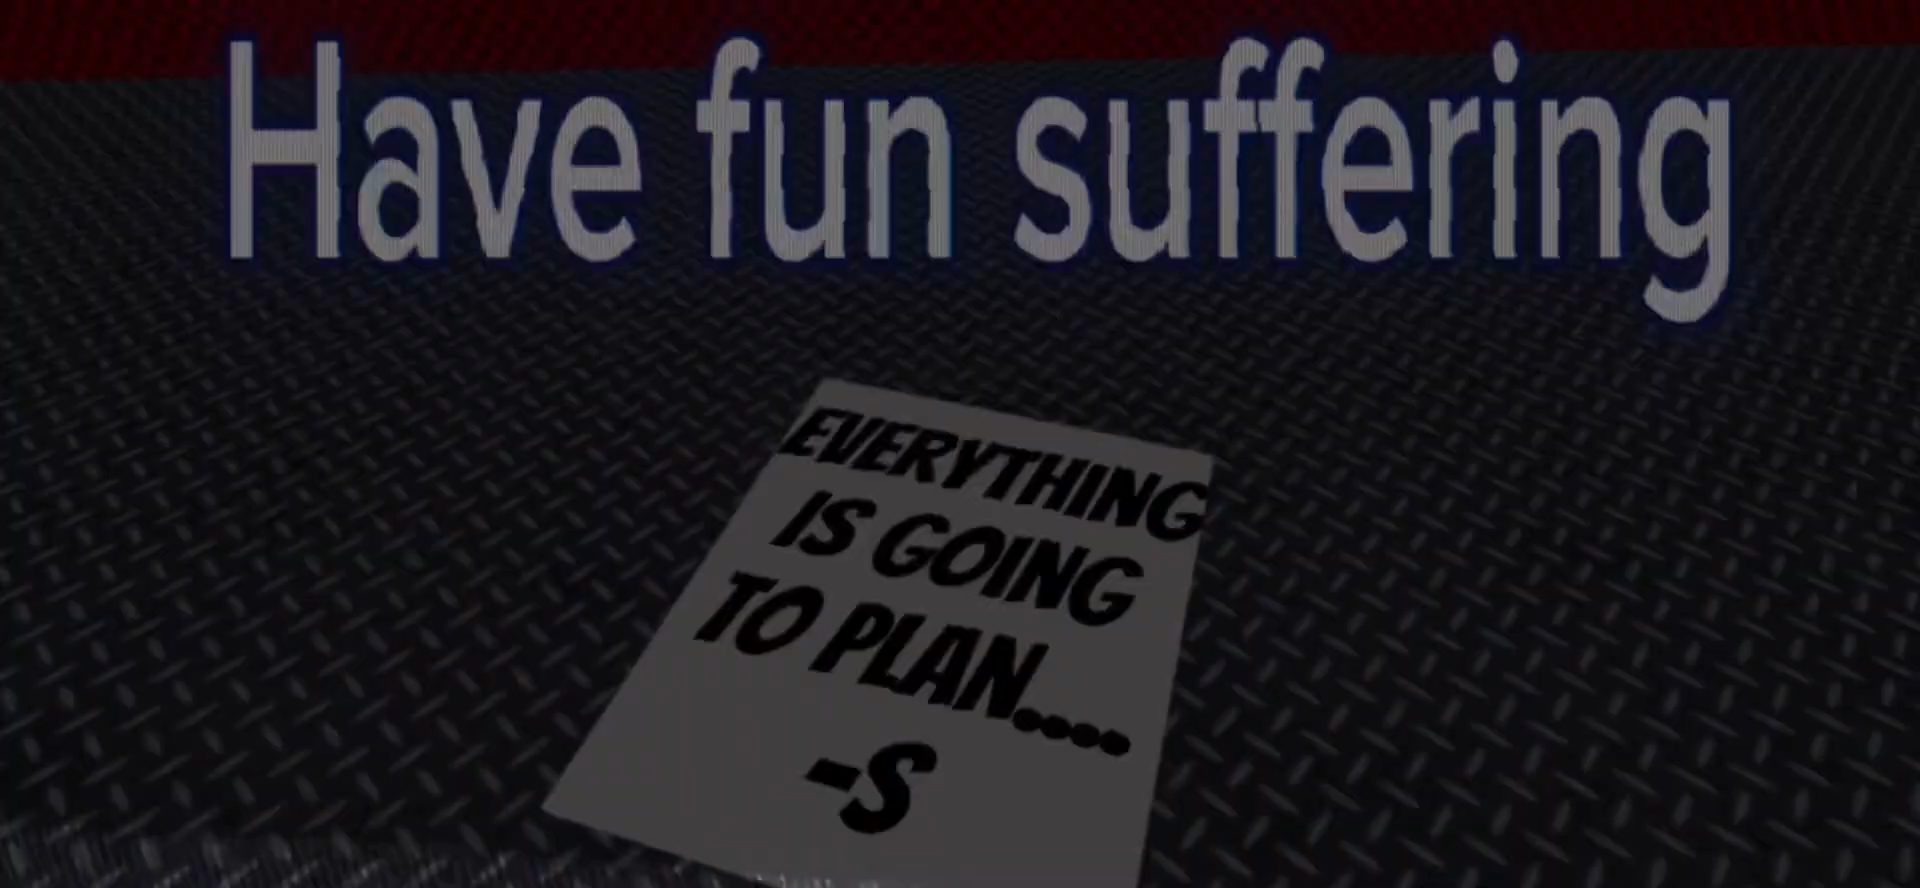 Have fun suffering
EVERYTHING
IS GOING
TO PLAN....
-S